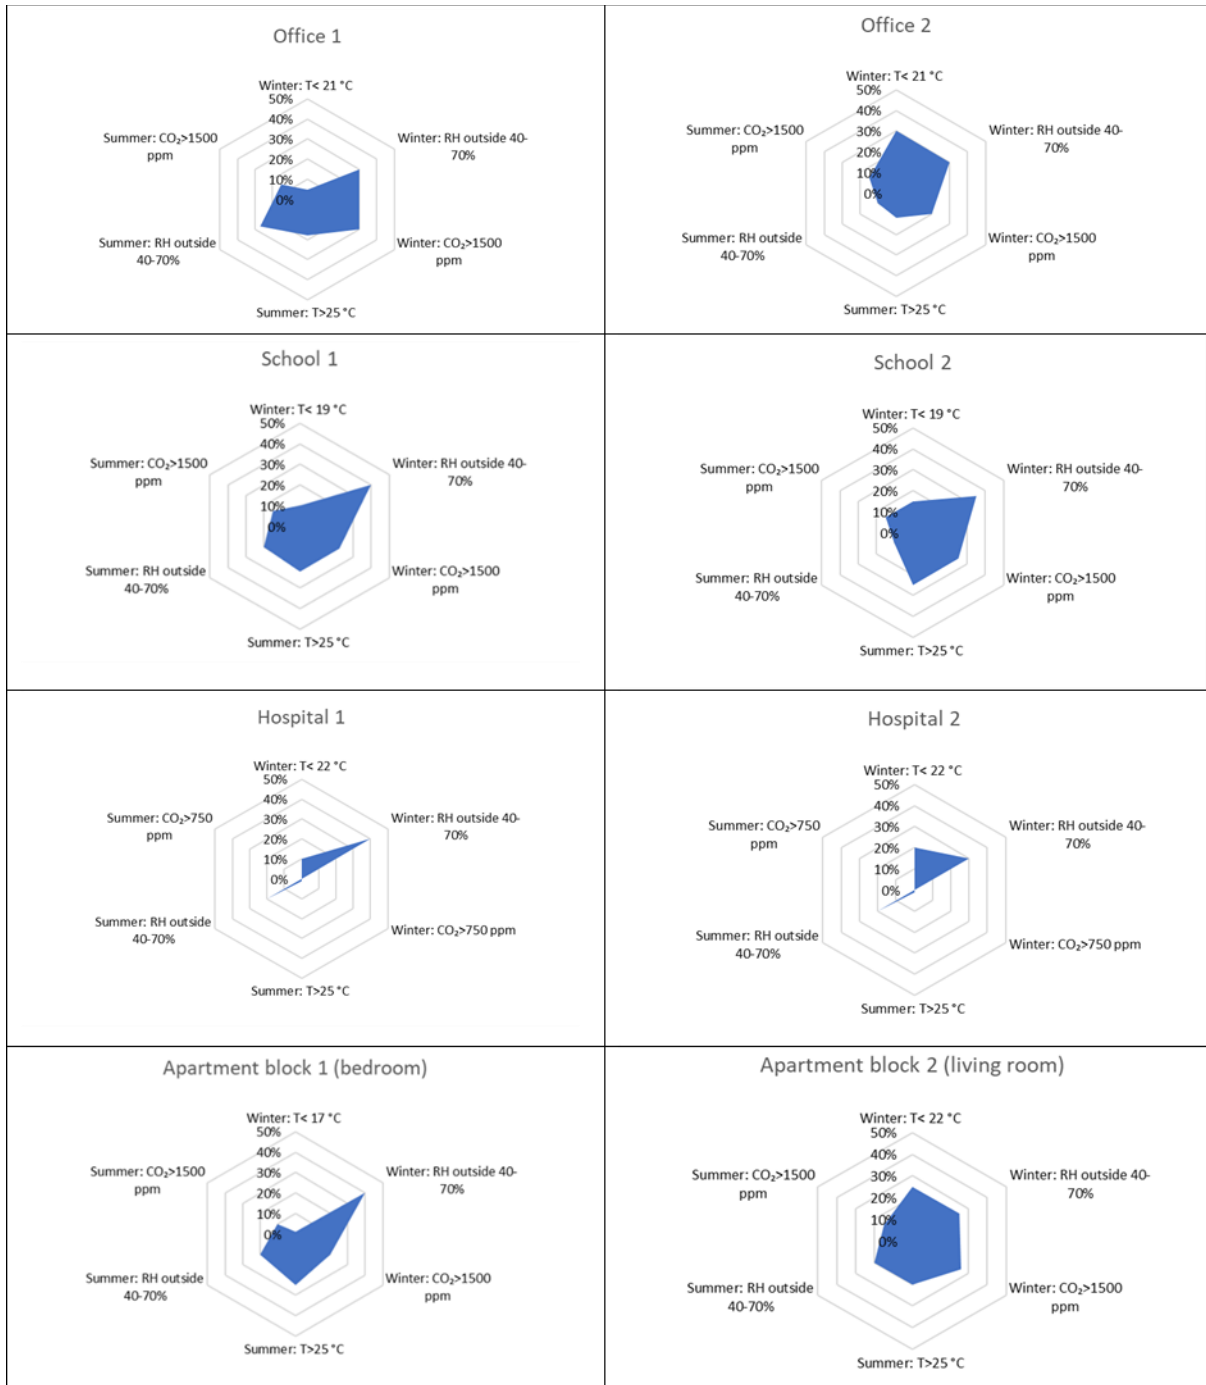 Office 1
Winter: T< 21 °C
50%
40%
30%
20%
10%
0%
Summer: CO₂>1500
ppm
Winter: RH outside 40-
70%
Summer: RH outside
40-70%
Winter: CO₂>1500
ppm
Summer: T>25 °C
Office 2
Winter: T< 21 °C
50%
40%
30%
20%
10%
0%
Summer: CO₂>1500
ppm
Winter: RH outside 40-
70%
Summer: RH outside
40-70%
Winter: CO₂>1500
ppm
Summer: T>25 °C
School 1
Winter: T< 19 °C
50%
40%
30%
20%
10%
0%
Summer: CO₂>1500
ppm
Winter: RH outside 40-
70%
Summer: RH outside
40-70%
Winter: CO₂>1500
ppm
Summer: T>25 °C
School 2
Winter: T< 19 °C
50%
40%
30%
20%
10%
0%
Summer: CO₂>1500
ppm
Winter: RH outside 40-
70%
Summer: RH outside
40-70%
Winter: CO₂>1500
ppm
Summer: T>25 °C
Hospital 1
Winter: T< 22 °C
50%
40%
30%
20%
10%
0%
Summer: CO₂>750
ppm
Winter: RH outside 40-
70%
Summer: RH outside
40-70%
Winter: CO₂>750 ppm
Summer: T>25 °C
Hospital 2
Winter: T< 22 °C
50%
40%
30%
20%
10%
0%
Summer: CO₂>750
ppm
Winter: RH outside 40-
70%
Summer: RH outside
40-70%
Winter: CO₂>750 ppm
Summer: T>25 °C
Apartment block 1 (bedroom)
Winter: T< 17 °C
50%
40%
30%
20%
10%
0%
Summer: CO₂>1500
ppm
Winter: RH outside 40-
70%
Summer: RH outside
40-70%
Winter: CO₂>1500
ppm
Summer: T>25 °C
Apartment block 2 (living room)
Winter: T< 22 °C
50%
40%
30%
20%
10%
0%
Summer: CO₂>1500
ppm
Winter: RH outside 40-
70%
Summer: RH outside
40-70%
Winter: CO₂>1500
ppm
Summer: T>25 °C